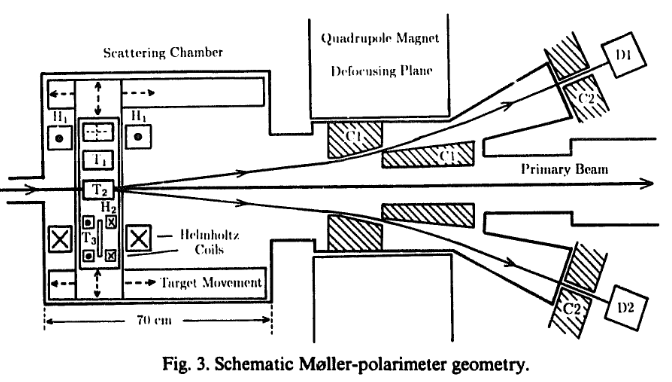 Scattering Chamber
Quadrupole Magnet
Defocusing Plane
D1
C2
H1
H1
C1
C1
T1
T2
Primary Beam
H2
T3
Helmholtz
Coils
Target Movement
C2
D2
70 cm
Fig. 3. Schematic Møller-polarimeter geometry.